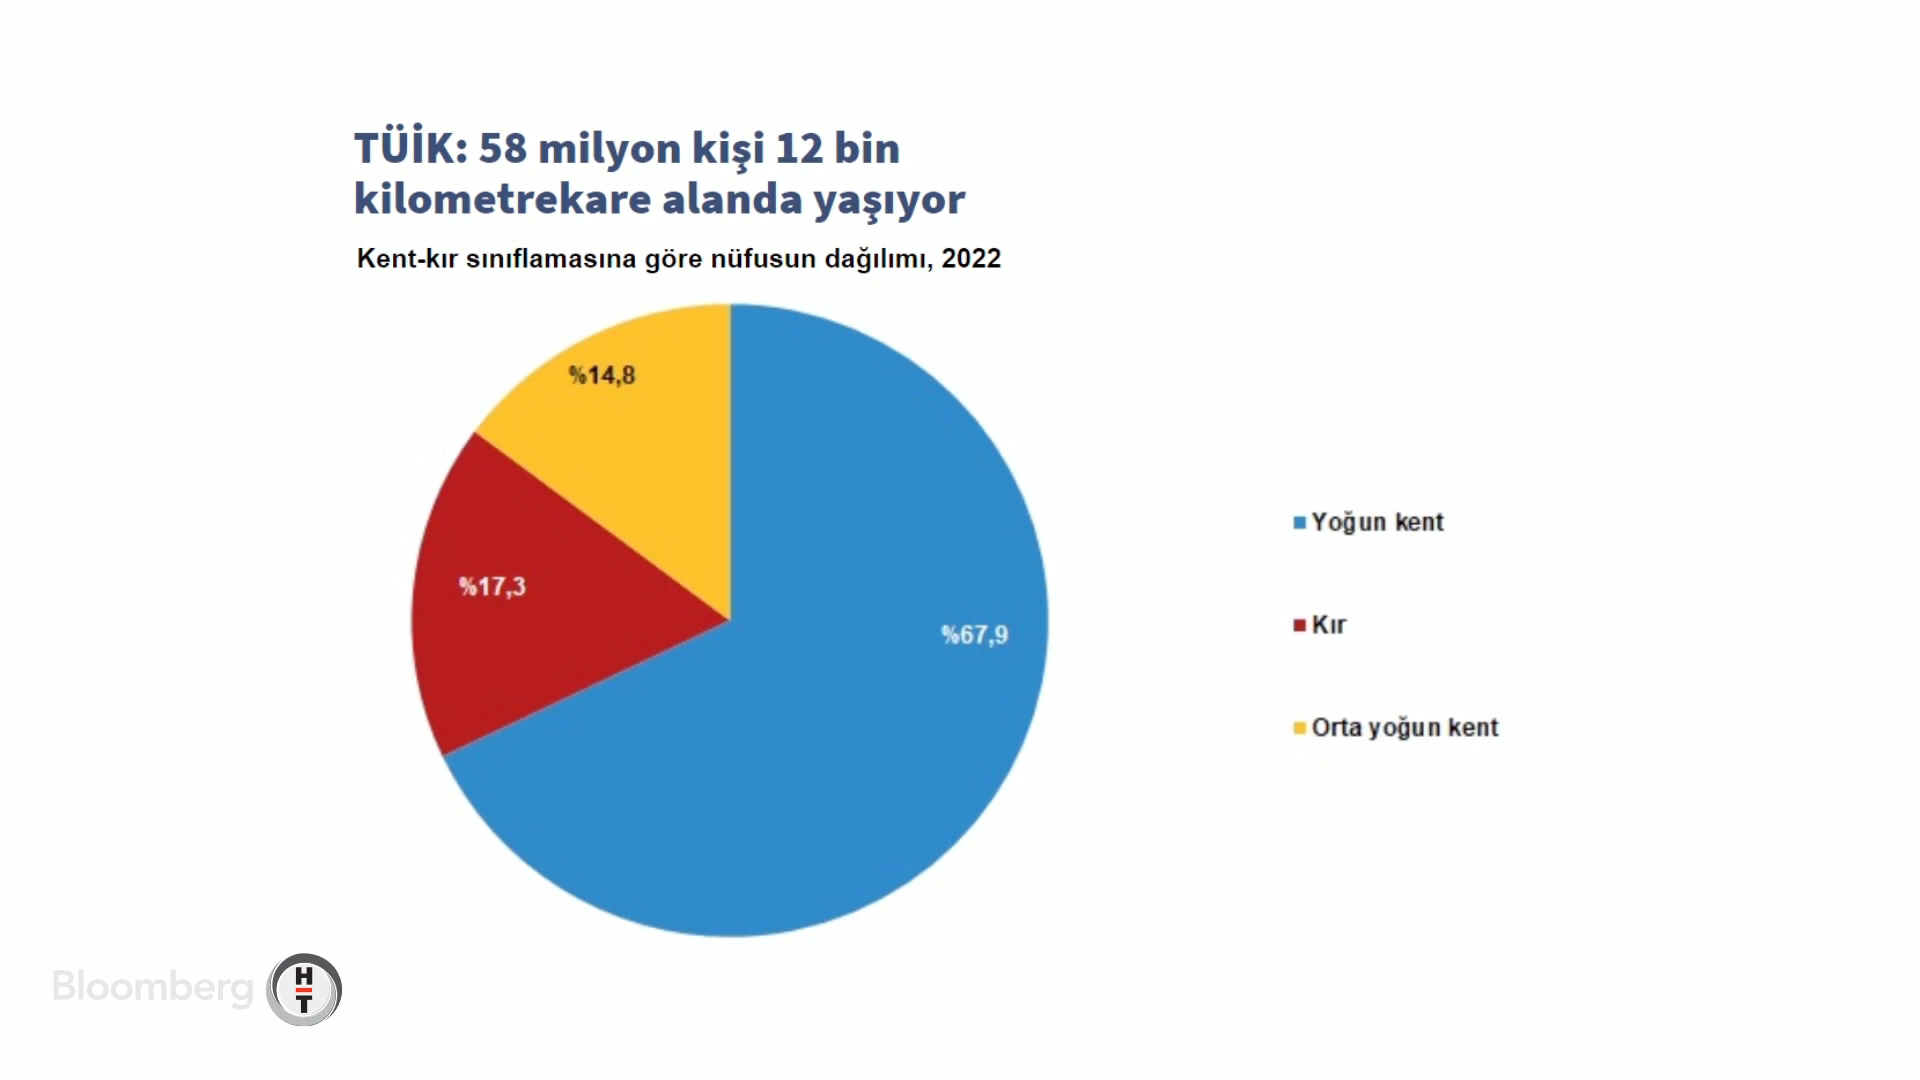 TÜİK: 58 milyon kişi 12 bin
kilometrekare alanda yaşıyor
Kent-kır sınıflamasına göre nüfusun dağılımı, 2022
%14,8
%17,3
%67,9
Yoğun kent
Kır
Orta yoğun kent
Bloomberg HT